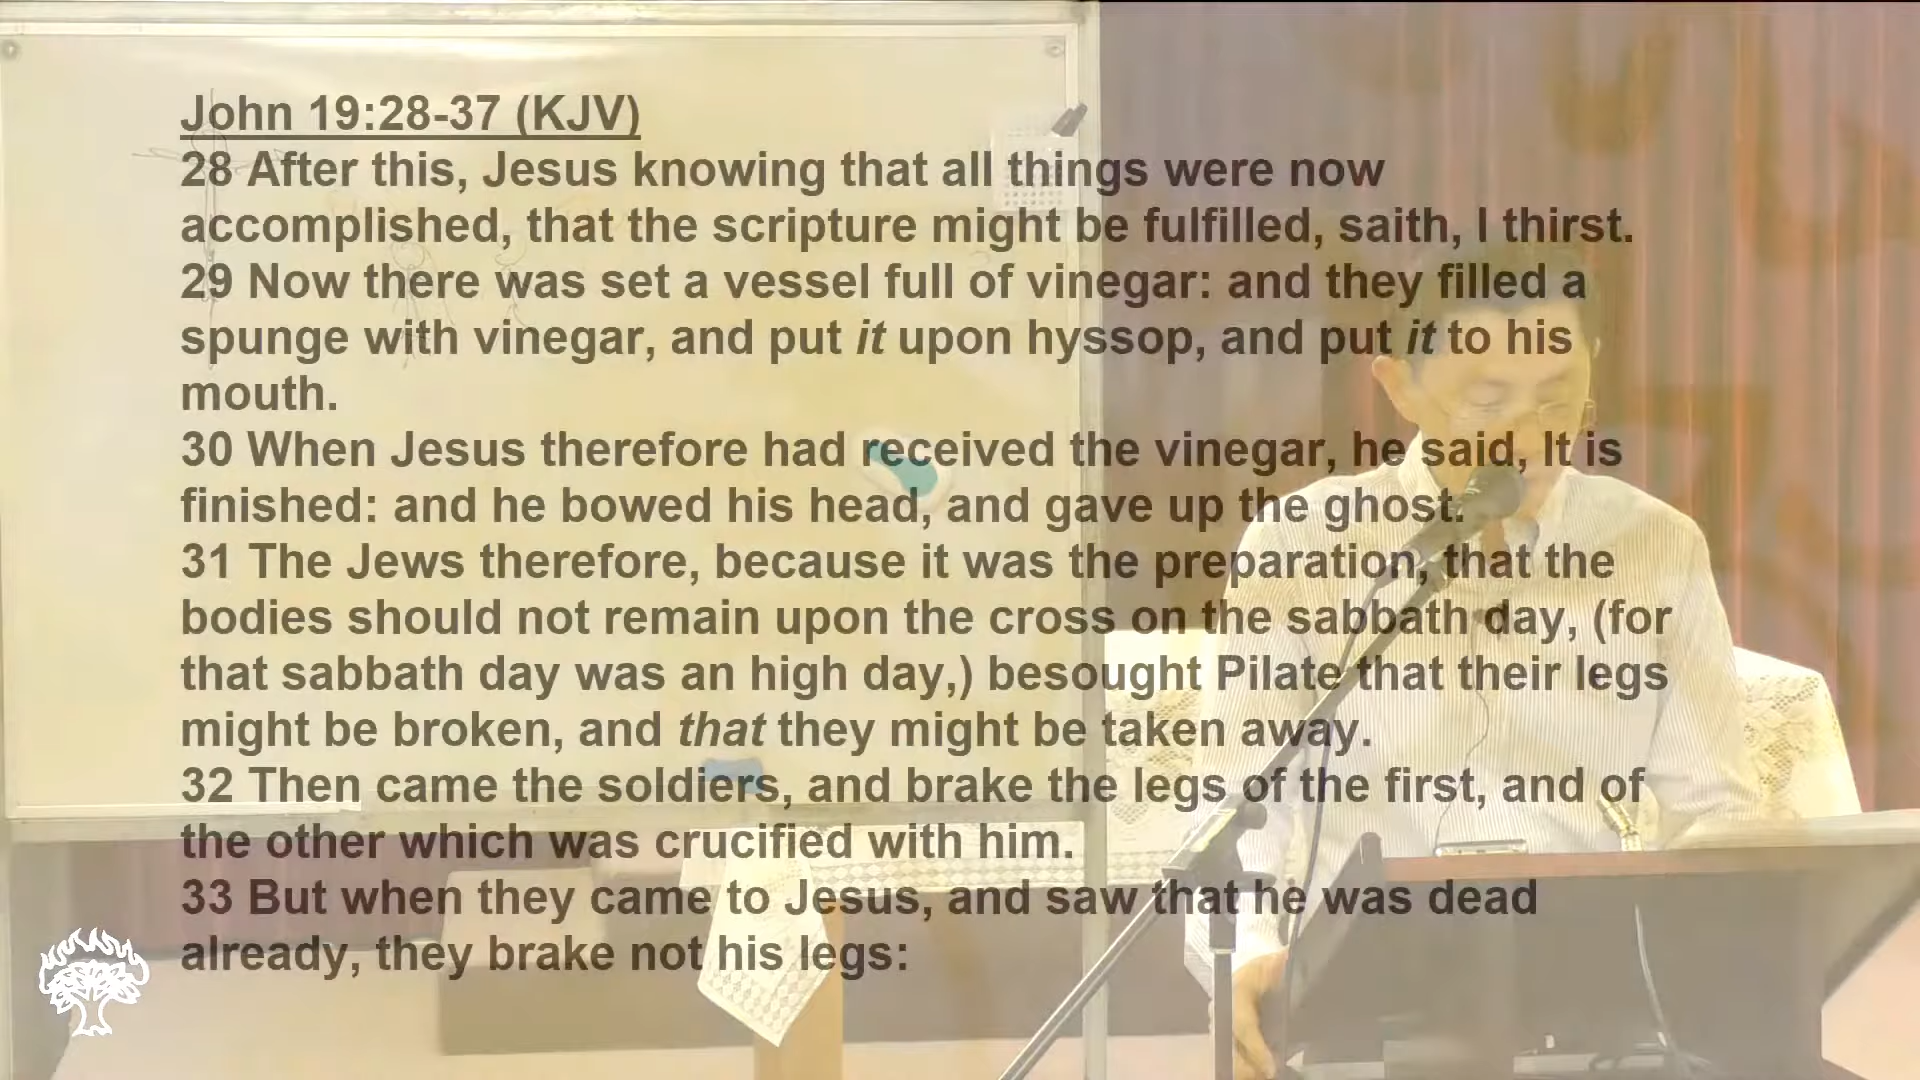 John 19:28-37 (KJV)
28 After this, Jesus knowing that all things were now
accomplished, that the scripture might be fulfilled, saith, I thirst.
29 Now there was set a vessel full of vinegar: and they filled a
spunge with vinegar, and put it upon hyssop, and put it to his
mouth.
30 When Jesus therefore had received the vinegar, he said, It is
finished: and he bowed his head, and gave up the ghost.
31 The Jews therefore, because it was the preparation, that the
bodies should not remain upon the cross on the sabbath day, (for
that sabbath day was an high day,) besought Pilate that their legs
might be broken, and that they might be taken away.
32 Then came the soldiers, and brake the legs of the first, and of
the other which was crucified with him.
33 But when they came to Jesus, and saw that he was dead
already, they brake not his legs: